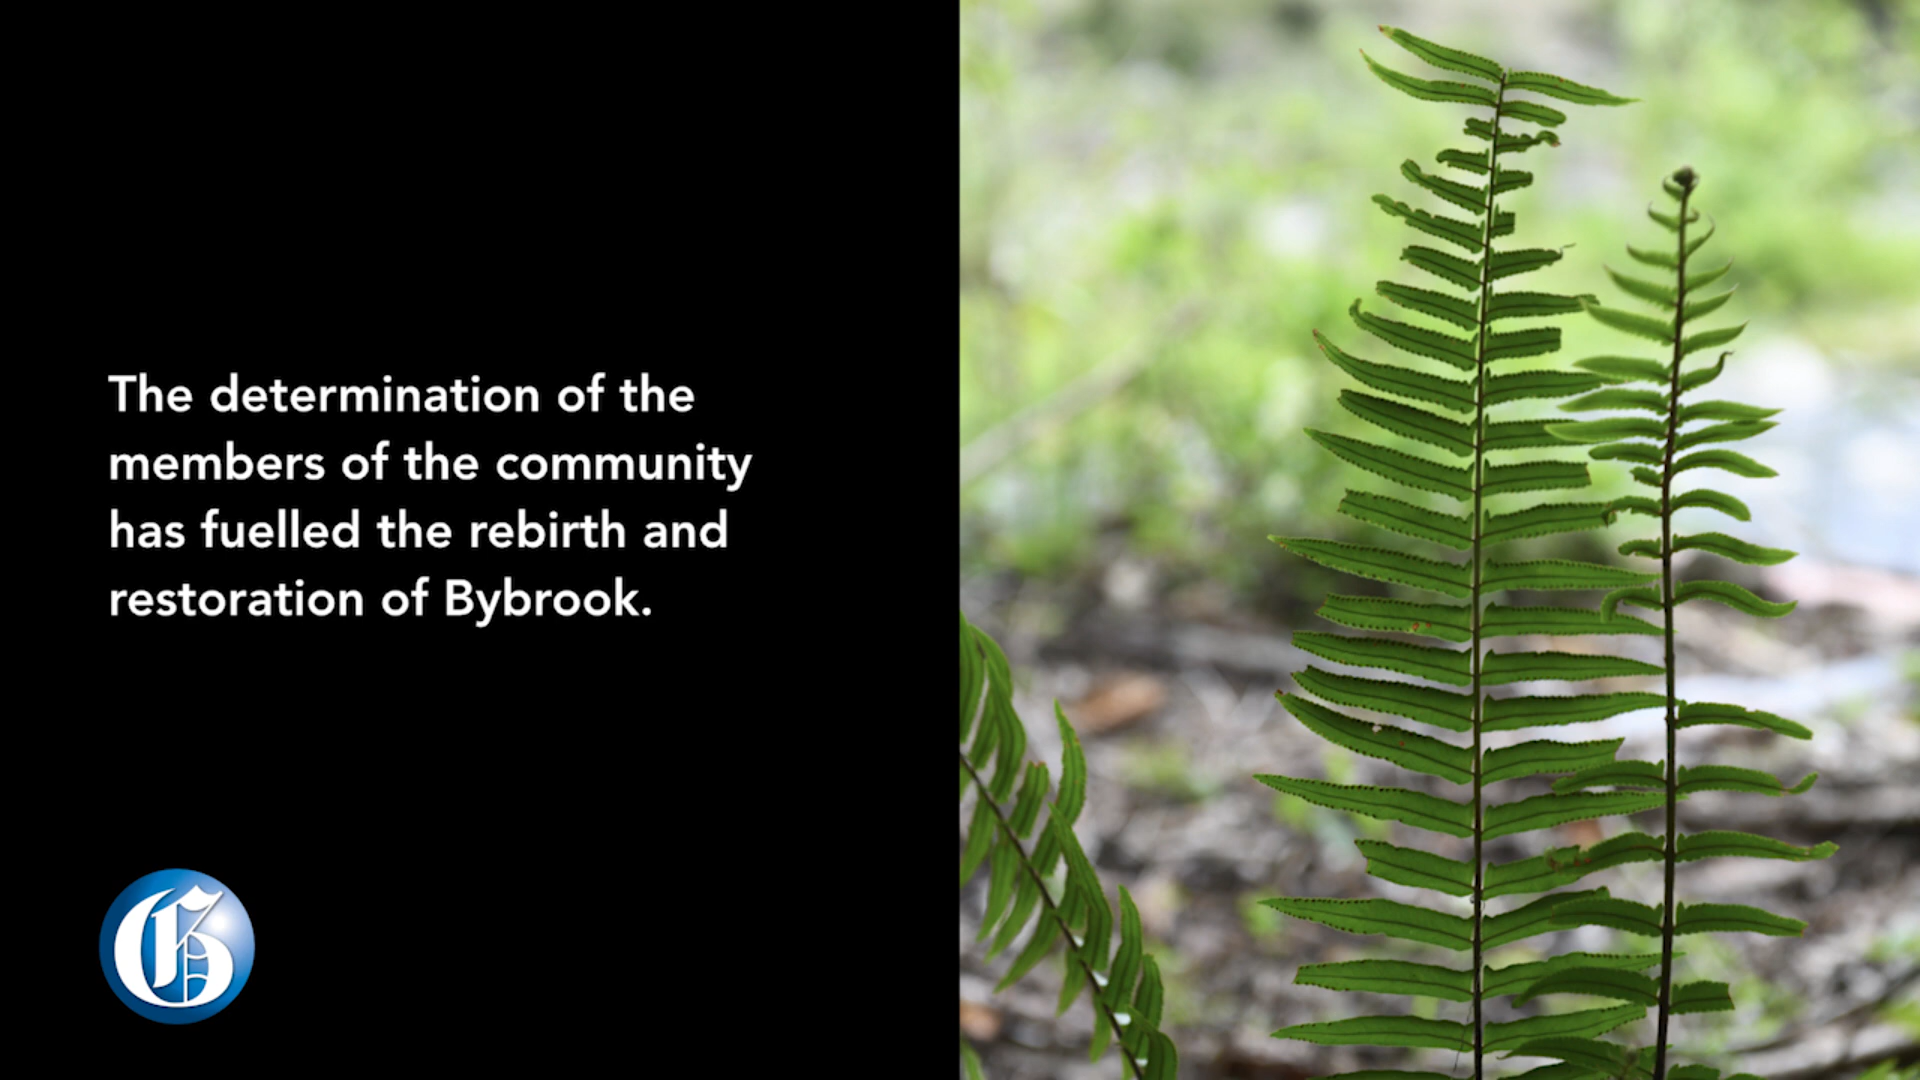 The determination of the
members of the community
has fuelled the rebirth and
restoration of Bybrook.
G